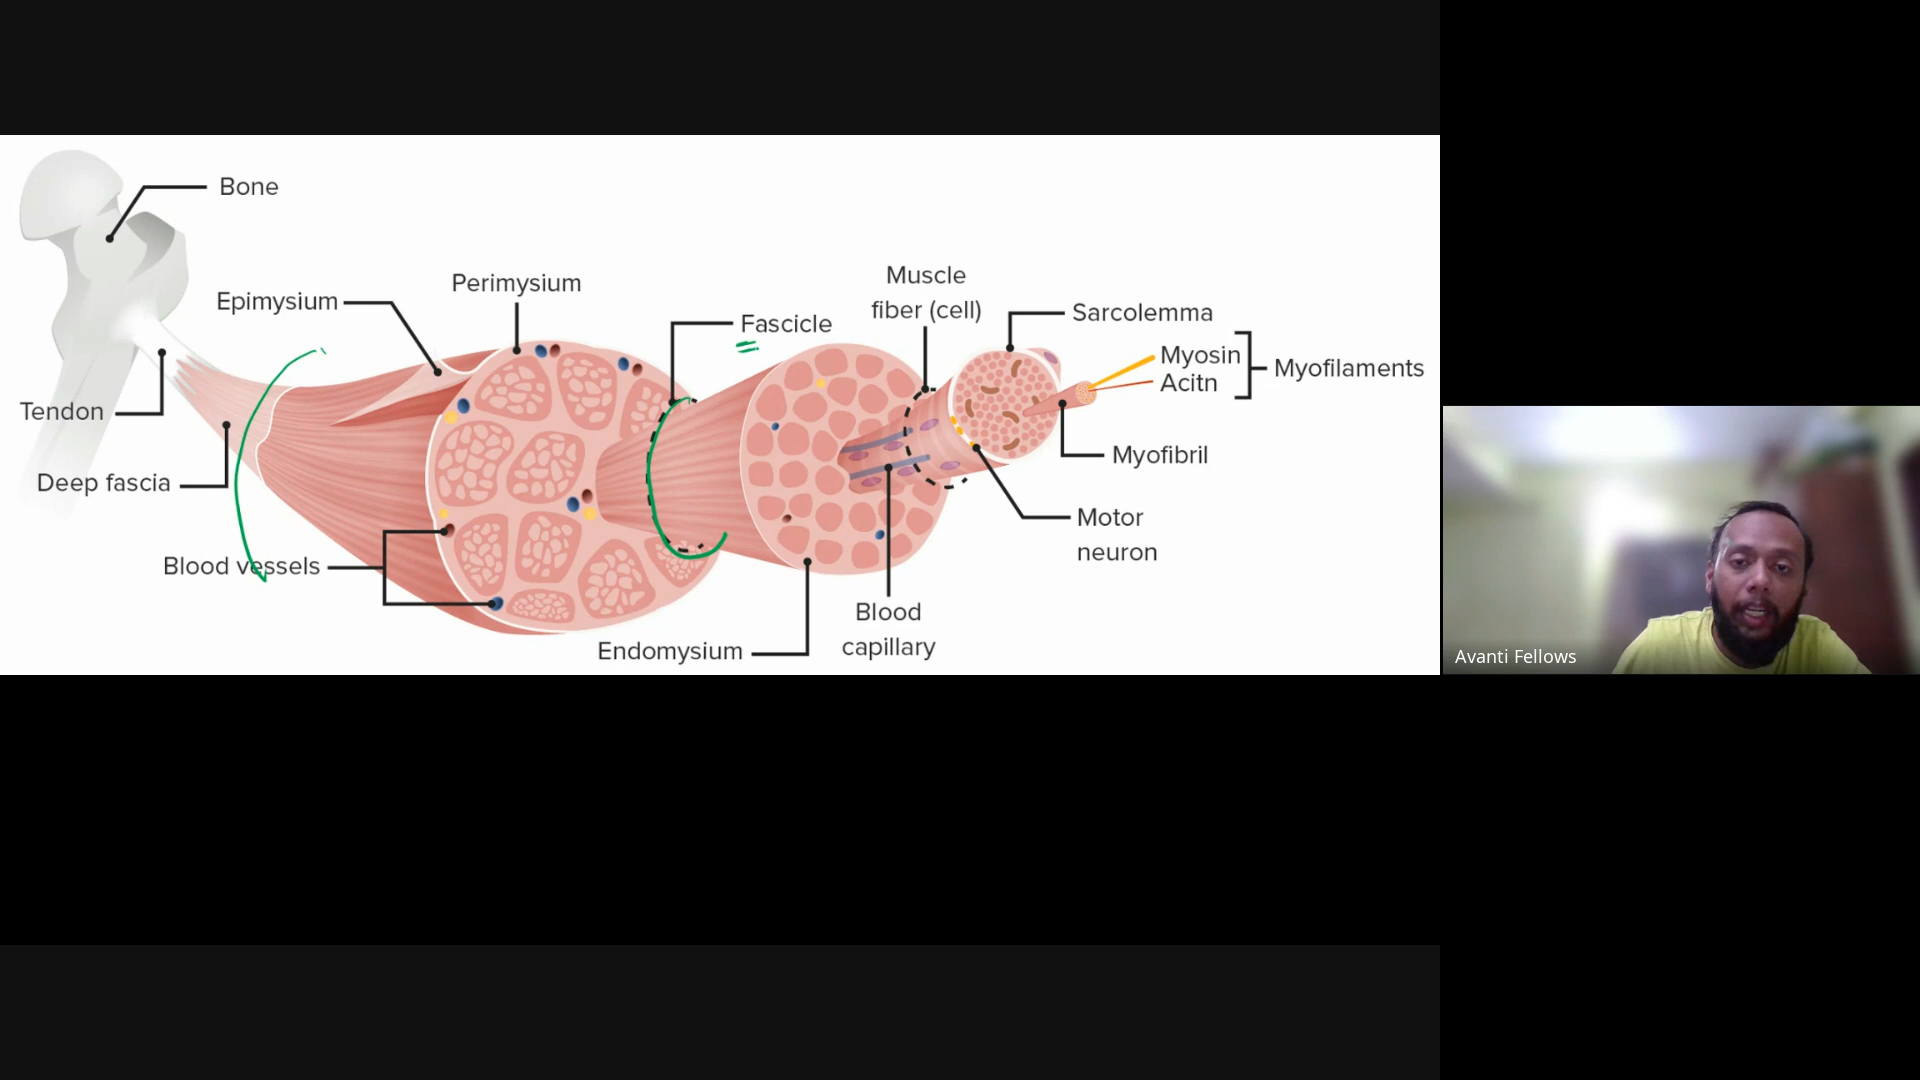 Bone
Epimysium
Perimysium
Fascicle
Muscle
fiber (cell)
Sarcolemma
Myosin
Acitn
Myofilaments
Tendon
Deep fascia
Myofibril
Motor
neuron
Blood vessels
Blood
capillary
Endomysium
Avanti Fellows